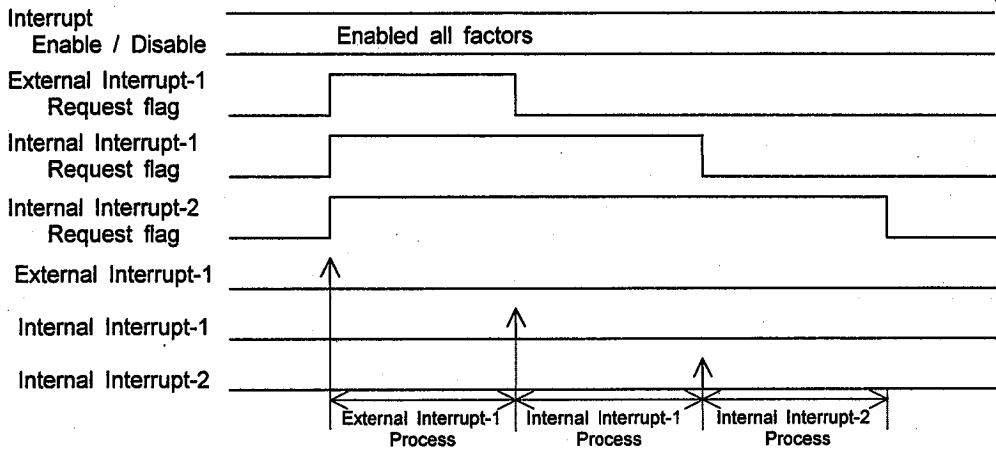 Interrupt
Enable / Disable
Enabled all factors
External Interrupt-1
Request flag
Internal Interrupt-1
Request flag
Internal Interrupt-2
Request flag
External Interrupt-1
Internal Interrupt-1
Internal Interrupt-2
External Interrupt-1
Process
Internal Interrupt-1
Process
Internal Interrupt-2
Process